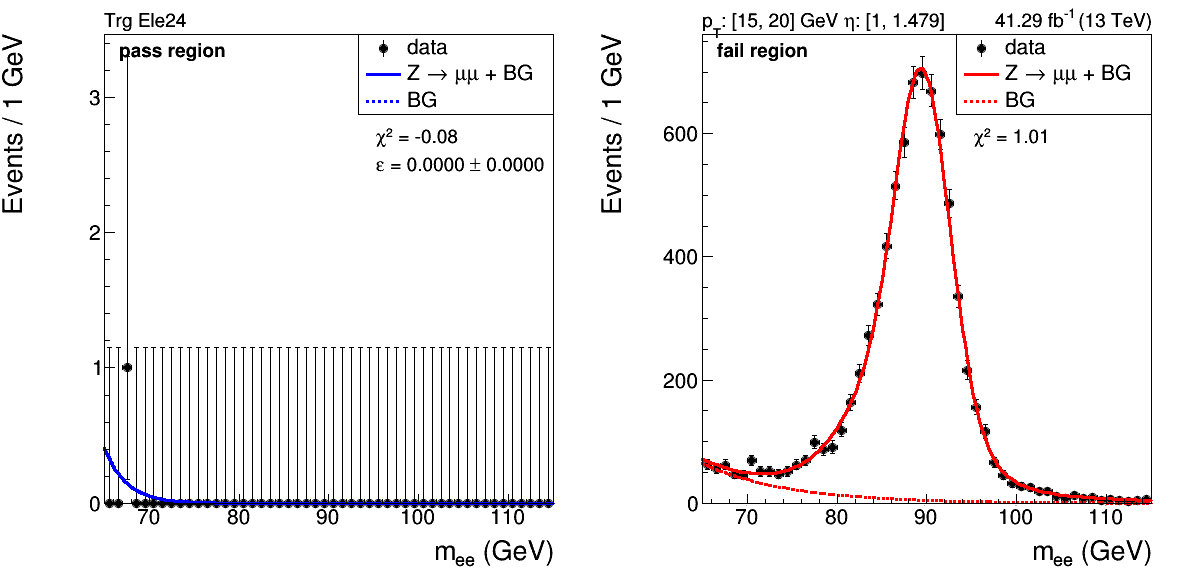 Trg Ele24
Events / 1 GeV
pass region
data
Z → μμ + BG
BG
χ² = -0.08
ε = 0.0000 ± 0.0000
3
2
1
0
70 80 90 100 110
m_ee (GeV)
p_T: [15, 20] GeV η: [1, 1.479] 41.29 fb⁻¹ (13 TeV)
Events / 1 GeV
fail region
data
Z → μμ + BG
BG
χ² = 1.01
600
400
200
0
70 80 90 100 110
m_ee (GeV)